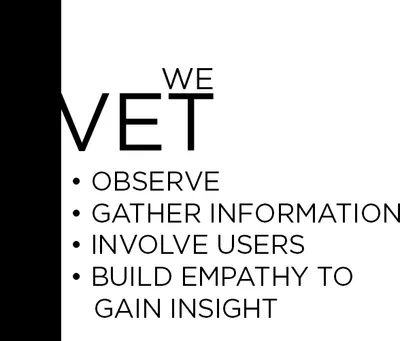 WE
VET
• OBSERVE
• GATHER INFORMATION
• INVOLVE USERS
• BUILD EMPATHY TO
GAIN INSIGHT